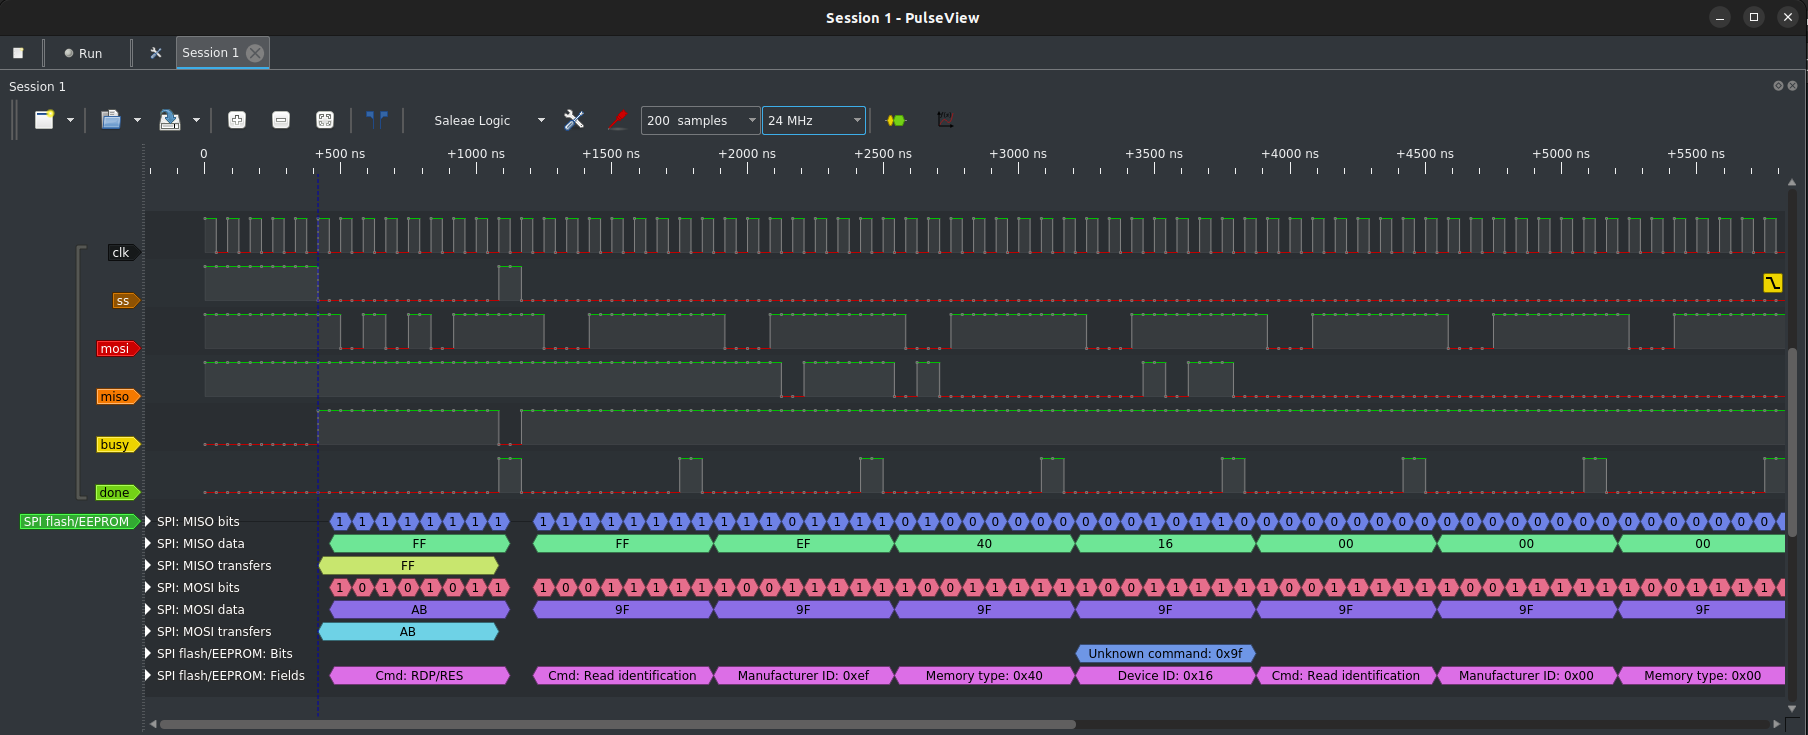 Session 1 - PulseView
Run
Session 1
Session 1
Saleae Logic
200 samples
24 MHz
0 +500 ns +1000 ns +1500 ns +2000 ns +2500 ns +3000 ns +3500 ns +4000 ns +4500 ns +5000 ns +5500 ns
clk
ss
mosi
miso
busy
done
SPI flash/EEPROM
SPI: MISO bits 1 1 1 1 1 1 1 1 1 1 1 1 1 1 1 1 1 1 1 0 1 1 1 1 0 1 0 0 0 0 0 0 0 0 0 1 0 1 1 0 0 0 0 0 0 0 0 0 0 0 0 0 0 0 0 0 0 0 0 0 0 0 0 0
SPI: MISO data FF FF EF 40 16 00 00 00
SPI: MISO transfers FF
SPI: MOSI bits 1 0 1 0 1 0 1 1 1 0 0 1 1 1 1 1 1 0 0 1 1 1 1 1 1 0 0 1 1 1 1 1 1 0 0 1 1 1 1 1 1 0 0 1 1 1 1 1 1 0 0 1 1 1 1 1 1 0 0 1 1 1 1 1
SPI: MOSI data AB 9F 9F 9F 9F 9F 9F 9F
SPI: MOSI transfers AB
SPI flash/EEPROM: Bits Unknown command: 0x9f
SPI flash/EEPROM: Fields Cmd: RDP/RES Cmd: Read identification Manufacturer ID: 0xef Memory type: 0x40 Device ID: 0x16 Cmd: Read identification Manufacturer ID: 0x00 Memory type: 0x00